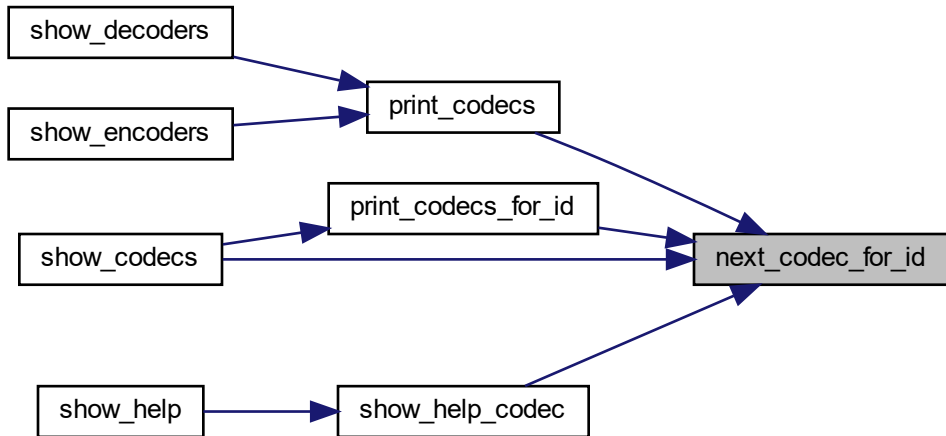 show_decoders
print_codecs
show_encoders
print_codecs_for_id
show_codecs
next_codec_for_id
show_help
show_help_codec